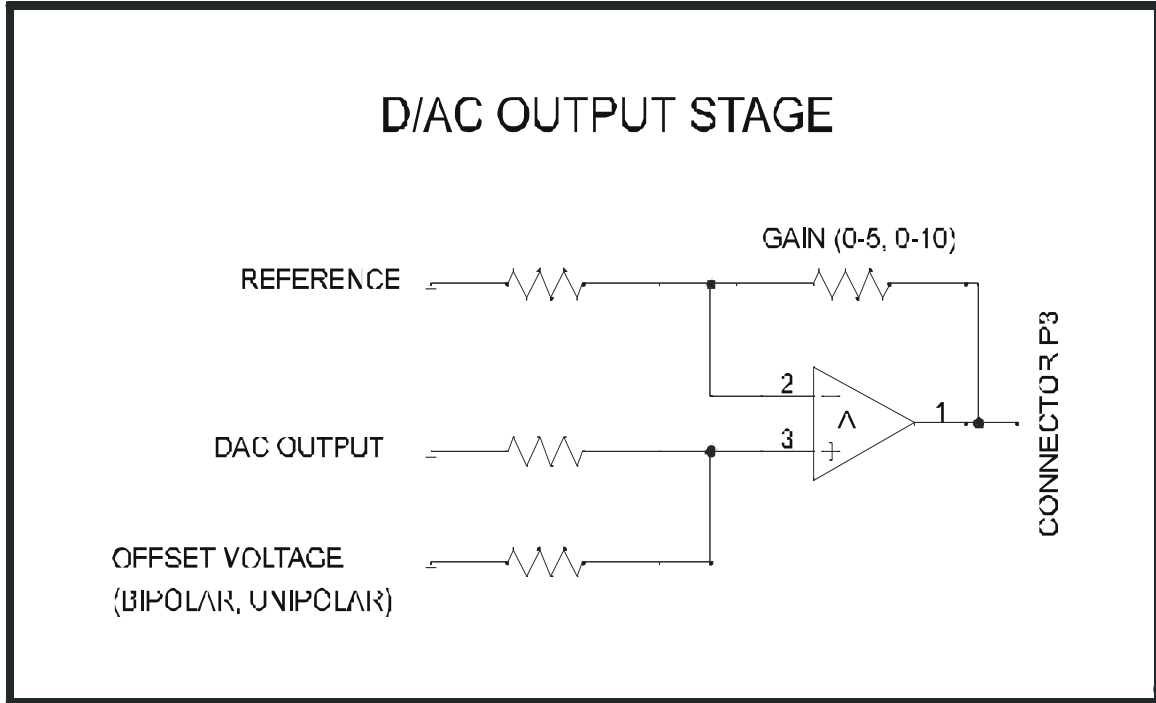 D/AC OUTPUT STAGE
GAIN (0-5, 0-10)
REFERENCE
2
1
CONNECTOR P3
DAC OUTPUT
3
OFFSET VOLTAGE
(BIPOLAR, UNIPOLAR)